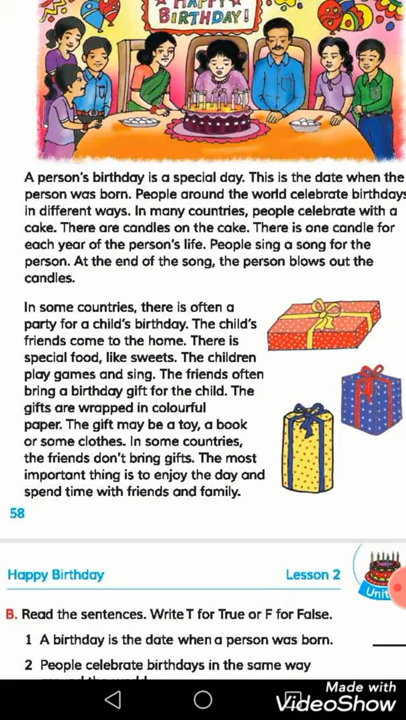 HAPPY
BIRTHDAY!
A person's birthday is a special day. This is the date when the
person was born. People around the world celebrate birthdays
in different ways. In many countries, people celebrate with a
cake. There are candles on the cake. There is one candle for
each year of the person's life. People sing a song for the
person. At the end of the song, the person blows out the
candles.
In some countries, there is often a
party for a child's birthday. The child's
friends come to the home. There is
special food, like sweets. The children
play games and sing. The friends often
bring a birthday gift for the child. The
gifts are wrapped in colourful
paper. The gift may be a toy, a book
or some clothes. In some countries,
the friends don't bring gifts. The most
important thing is to enjoy the day and
spend time with friends and family.
58
Happy Birthday Lesson 2
Unit
B. Read the sentences. Write T for True or F for False.
1 A birthday is the date when a person was born.
2 People celebrate birthdays in the same way
Made with
VideoShow